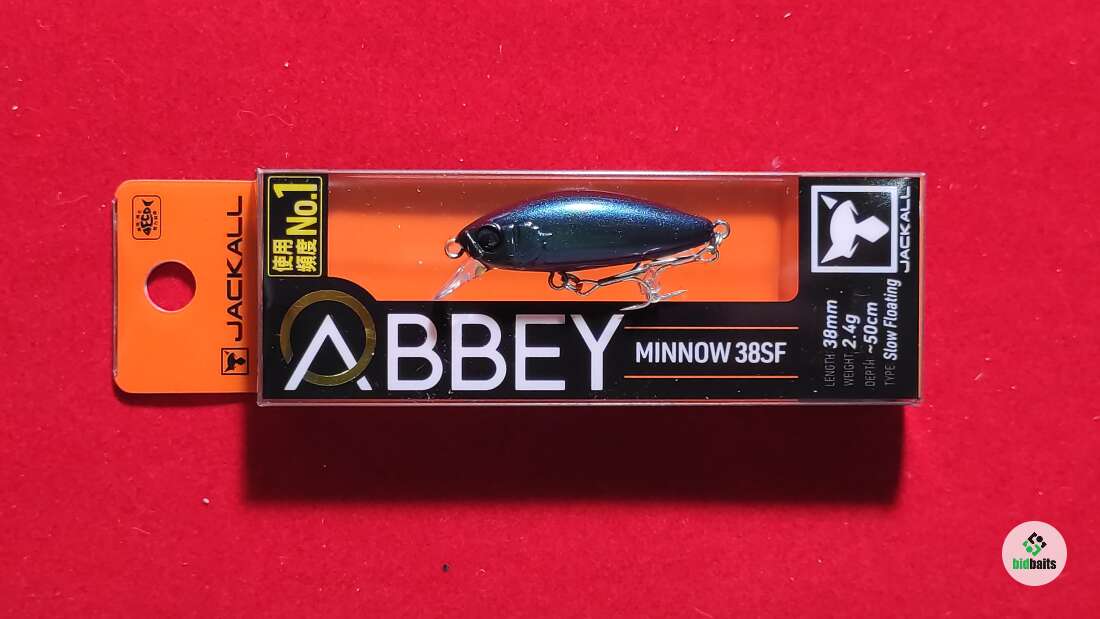 JACKALL
使用
頻度
No.1
ABBEY
MINNOW 38SF
JACKALL
LENGTH 38mm
WEIGHT 2.4g
DEPTH ~50cm
TYPE Slow Floating
bidbaits